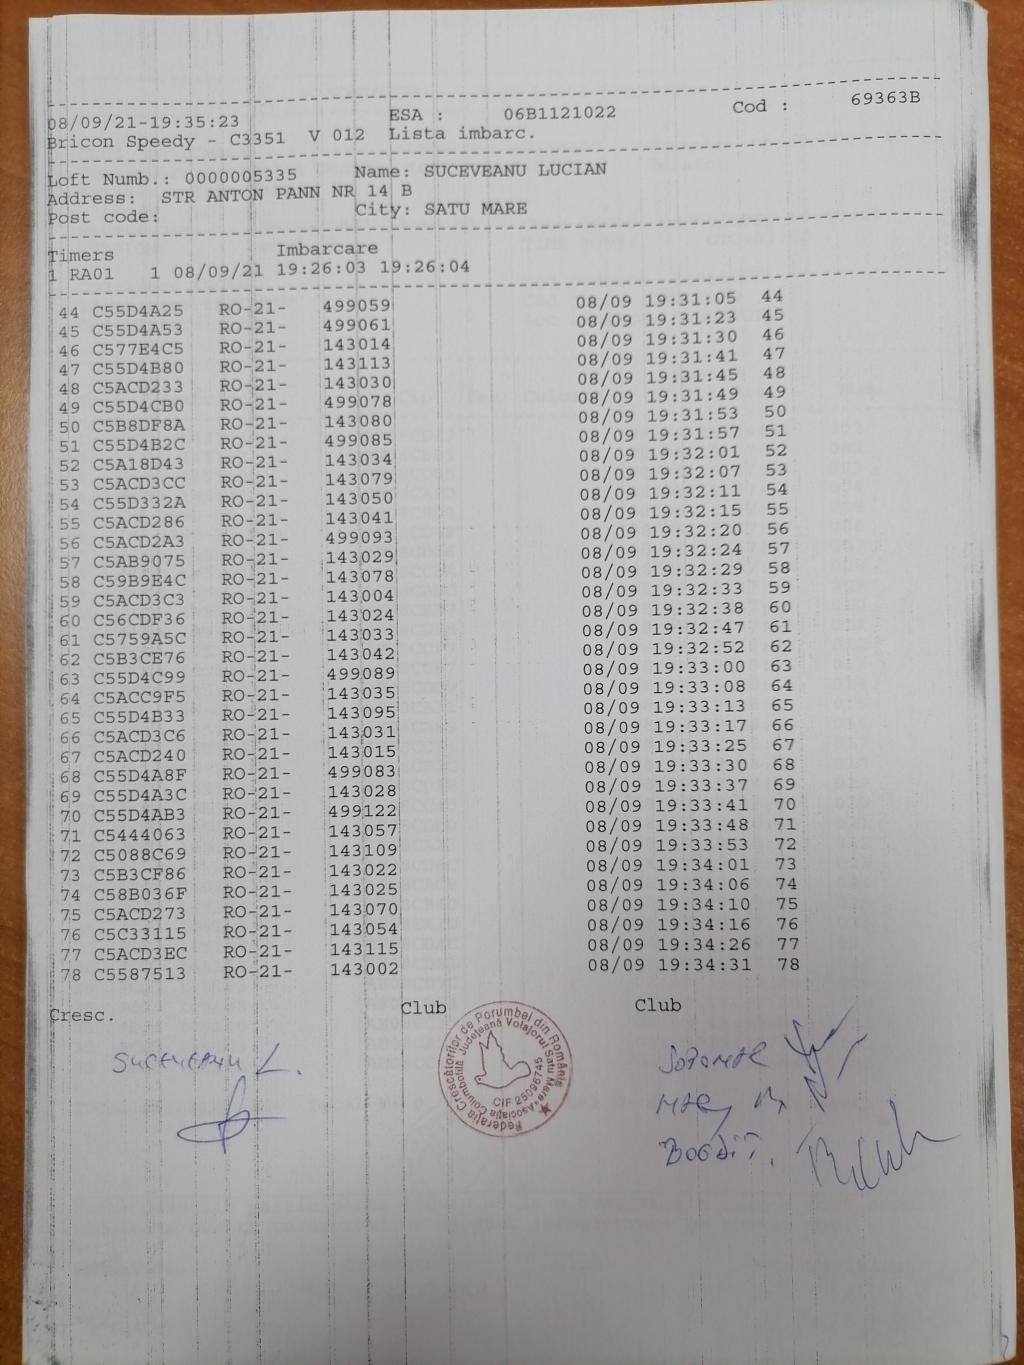 08/09/21-19:35:23 ESA : 06B1121022 Cod : 69363B
Bricon Speedy - C3351 V 012 Lista imbarc.
Loft Numb.: 0000005335 Name: SUCEVEANU LUCIAN
Address: STR ANTON PANN NR 14 B
Post code: City: SATU MARE
Timers Imbarcare
1 RA01 1 08/09/21 19:26:03 19:26:04
44 C55D4A25 RO-21- 499059 08/09 19:31:05 44
45 C55D4A53 RO-21- 499061 08/09 19:31:23 45
46 C577E4C5 RO-21- 143014 08/09 19:31:30 46
47 C55D4B80 RO-21- 143113 08/09 19:31:41 47
48 C5ACD233 RO-21- 143030 08/09 19:31:45 48
49 C55D4CB0 RO-21- 499078 08/09 19:31:49 49
50 C5B8DF8A RO-21- 143080 08/09 19:31:53 50
51 C55D4B2C RO-21- 499085 08/09 19:31:57 51
52 C5A18D43 RO-21- 143034 08/09 19:32:01 52
53 C5ACD3CC RO-21- 143079 08/09 19:32:07 53
54 C55D332A RO-21- 143050 08/09 19:32:11 54
55 C5ACD286 RO-21- 143041 08/09 19:32:15 55
56 C5ACD2A3 RO-21- 499093 08/09 19:32:20 56
57 C5AB9075 RO-21- 143029 08/09 19:32:24 57
58 C59B9E4C RO-21- 143078 08/09 19:32:29 58
59 C5ACD3C3 RO-21- 143004 08/09 19:32:33 59
60 C56CDF36 RO-21- 143024 08/09 19:32:38 60
61 C5759A5C RO-21- 143033 08/09 19:32:47 61
62 C5B3CE76 RO-21- 143042 08/09 19:32:52 62
63 C55D4C99 RO-21- 499089 08/09 19:33:00 63
64 C5ACC9F5 RO-21- 143035 08/09 19:33:08 64
65 C55D4B33 RO-21- 143095 08/09 19:33:13 65
66 C5ACD3C6 RO-21- 143031 08/09 19:33:17 66
67 C5ACD240 RO-21- 143015 08/09 19:33:25 67
68 C55D4A8F RO-21- 499083 08/09 19:33:30 68
69 C55D4A3C RO-21- 143028 08/09 19:33:37 69
70 C55D4AB3 RO-21- 499122 08/09 19:33:41 70
71 C5444063 RO-21- 143057 08/09 19:33:48 71
72 C5088C69 RO-21- 143109 08/09 19:33:53 72
73 C5B3CF86 RO-21- 143022 08/09 19:34:01 73
74 C58B036F RO-21- 143025 08/09 19:34:06 74
75 C5ACD273 RO-21- 143070 08/09 19:34:10 75
76 C5C33115 RO-21- 143054 08/09 19:34:16 76
77 C5ACD3EC RO-21- 143115 08/09 19:34:26 77
78 C5587513 RO-21- 143002 08/09 19:34:31 78
Cresc. Club Club
Federația Crescătorilor de Porumbei din România
Asociația Columbofilă Județeană Voiajorul Satu Mare
CIF 25096745
SUCEVEANU L.